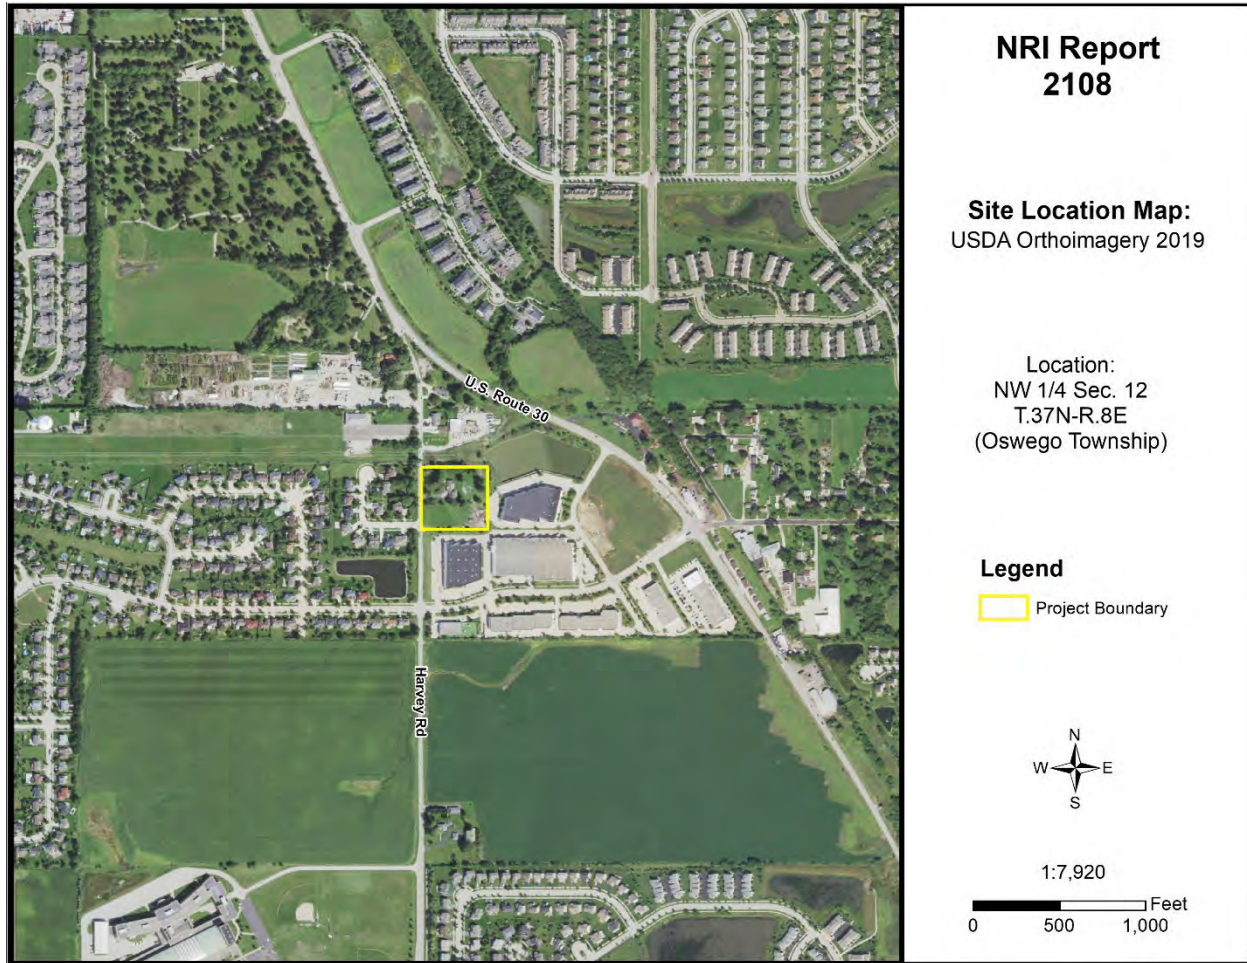 NRI Report
2108
Site Location Map:
USDA Orthoimagery 2019
Location:
NW 1/4 Sec. 12
T.37N-R.8E
(Oswego Township)
Legend
Project Boundary
N
W E
S
1:7,920
Feet
0 500 1,000
U.S. Route 30
Harvey Rd